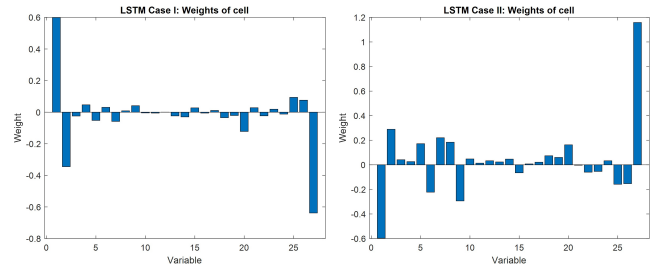 LSTM Case I: Weights of cell
0.6
0.4
0.2
0
-0.2
-0.4
-0.6
-0.8
Weight
0 5 10 15 20 25
Variable
LSTM Case II: Weights of cell
1.2
1
0.8
0.6
0.4
0.2
0
-0.2
-0.4
-0.6
Weight
0 5 10 15 20 25
Variable